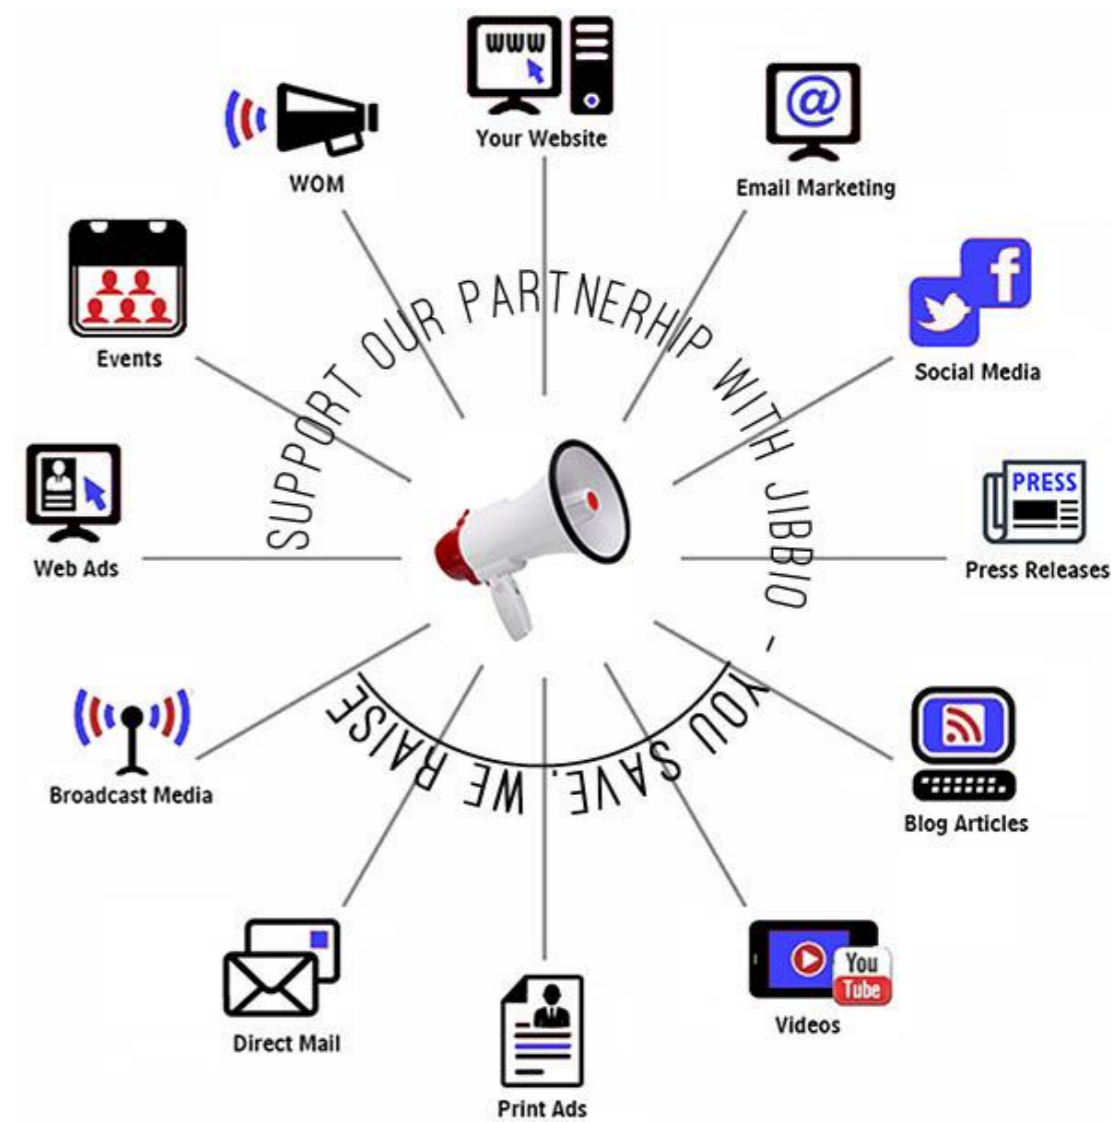 www
Your Website
@
Email Marketing
f
Social Media
PRESS
Press Releases
Blog Articles
You
Tube
Videos
Print Ads
Direct Mail
Broadcast Media
Web Ads
Events
WOM
SUPPORT OUR PARTNERHIP WITH JIBBIO - YOU SAVE. WE RAISE